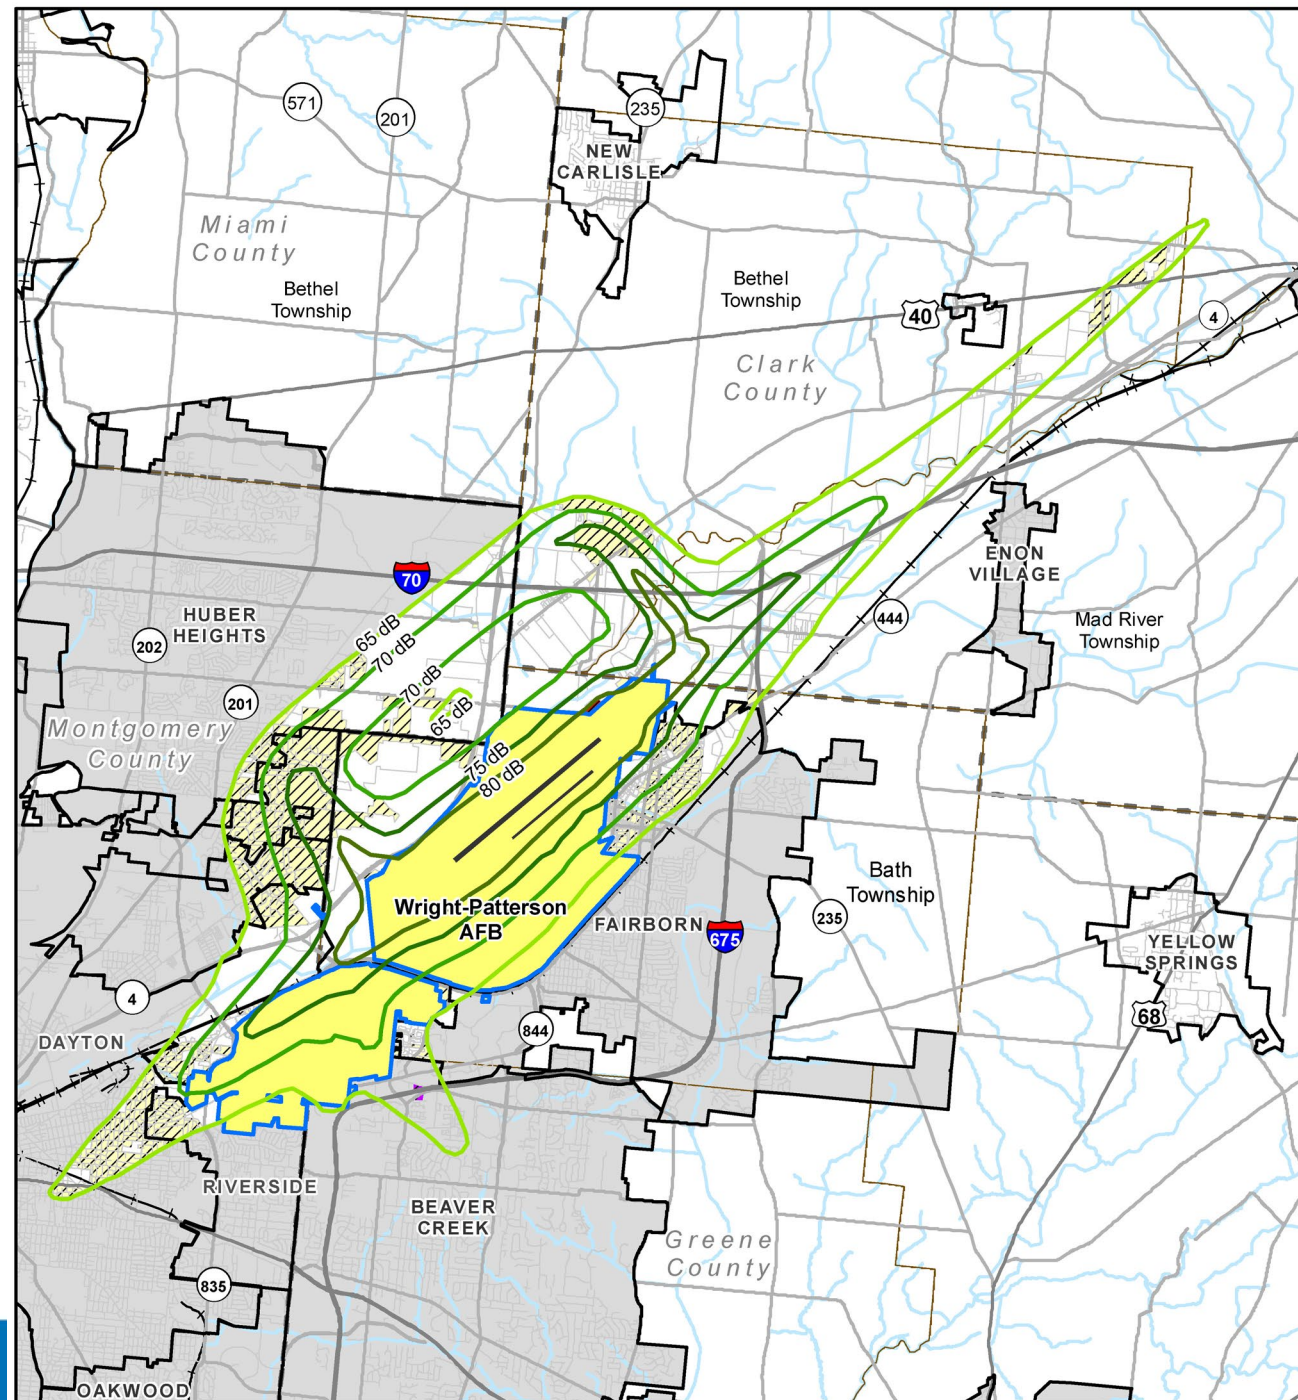 571
201
235
NEW
CARLISLE
Miami
County
Bethel
Township
Bethel
Township
40
4
Clark
County
70
ENON
VILLAGE
HUBER
HEIGHTS
202
65 dB
70 dB
444
Mad River
Township
201
70 dB
65 dB
Montgomery
County
75 dB
80 dB
Bath
Township
235
Wright-Patterson
AFB
FAIRBORN
675
YELLOW
SPRINGS
4
DAYTON
844
68
RIVERSIDE
BEAVER
CREEK
Greene
County
835
OAKWOOD